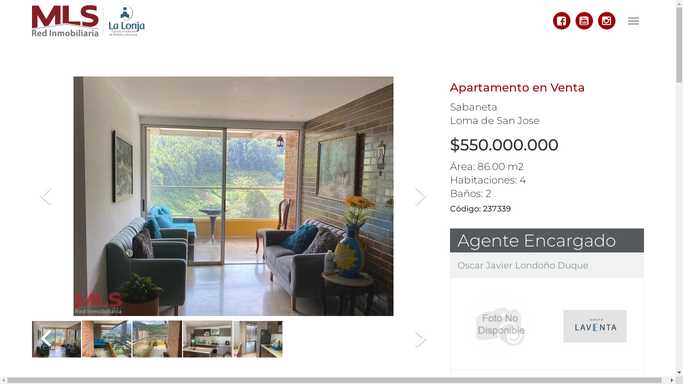 MLS
Red Inmobiliaria
La Lonja
Apartamento en Venta
Sabaneta
Loma de San Jose
$550.000.000
Área: 86.00 m2
Habitaciones: 4
Baños: 2
Código: 237339
MLS
Red Inmobiliaria
Agente Encargado
Oscar Javier Londoño Duque
Foto No
Disponible
LAVENTA